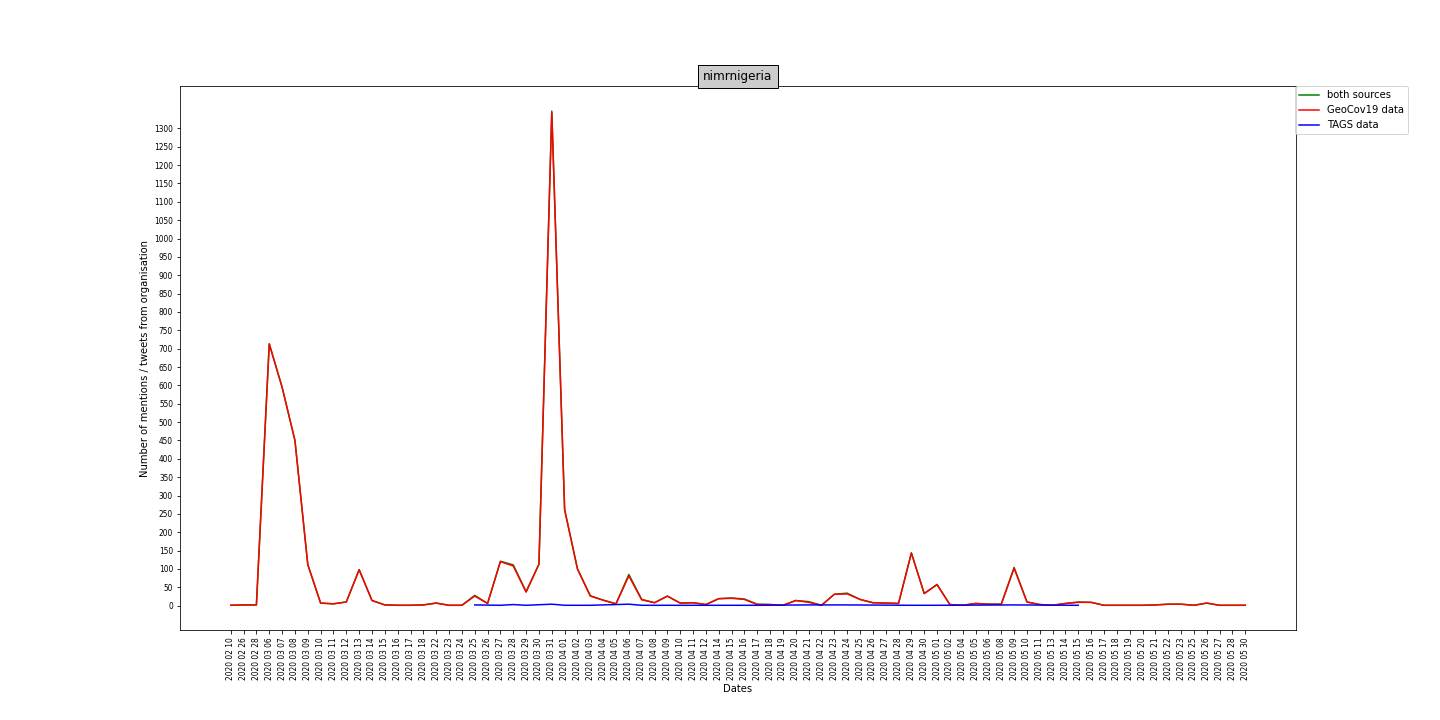 nimrnigeria
both sources
GeoCov19 data
TAGS data
Number of mentions / tweets from organisation
1300
1250
1200
1150
1100
1050
1000
950
900
850
800
750
700
650
600
550
500
450
400
350
300
250
200
150
100
50
0
2020 02 10
2020 02 26
2020 02 28
2020 03 06
2020 03 07
2020 03 08
2020 03 09
2020 03 10
2020 03 11
2020 03 12
2020 03 13
2020 03 14
2020 03 15
2020 03 16
2020 03 17
2020 03 18
2020 03 22
2020 03 23
2020 03 24
2020 03 25
2020 03 26
2020 03 27
2020 03 28
2020 03 29
2020 03 30
2020 03 31
2020 04 01
2020 04 02
2020 04 03
2020 04 04
2020 04 05
2020 04 06
2020 04 07
2020 04 08
2020 04 09
2020 04 10
2020 04 11
2020 04 12
2020 04 14
2020 04 15
2020 04 16
2020 04 17
2020 04 18
2020 04 19
2020 04 20
2020 04 21
2020 04 22
2020 04 23
2020 04 24
2020 04 25
2020 04 26
2020 04 27
2020 04 28
2020 04 29
2020 04 30
2020 05 01
2020 05 02
2020 05 04
2020 05 05
2020 05 06
2020 05 08
2020 05 09
2020 05 10
2020 05 11
2020 05 13
2020 05 14
2020 05 15
2020 05 16
2020 05 17
2020 05 18
2020 05 19
2020 05 20
2020 05 21
2020 05 22
2020 05 23
2020 05 25
2020 05 26
2020 05 27
2020 05 28
2020 05 30
Dates